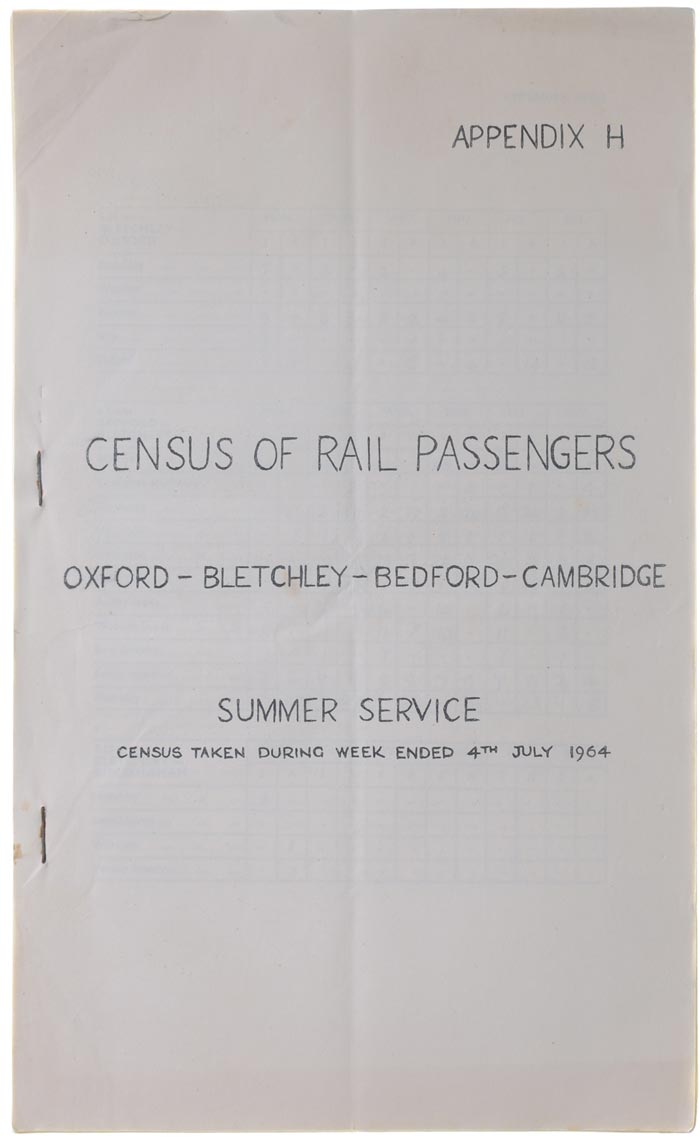 APPENDIX H
CENSUS OF RAIL PASSENGERS
OXFORD - BLETCHLEY - BEDFORD - CAMBRIDGE
SUMMER SERVICE
CENSUS TAKEN DURING WEEK ENDED 4TH JULY 1964